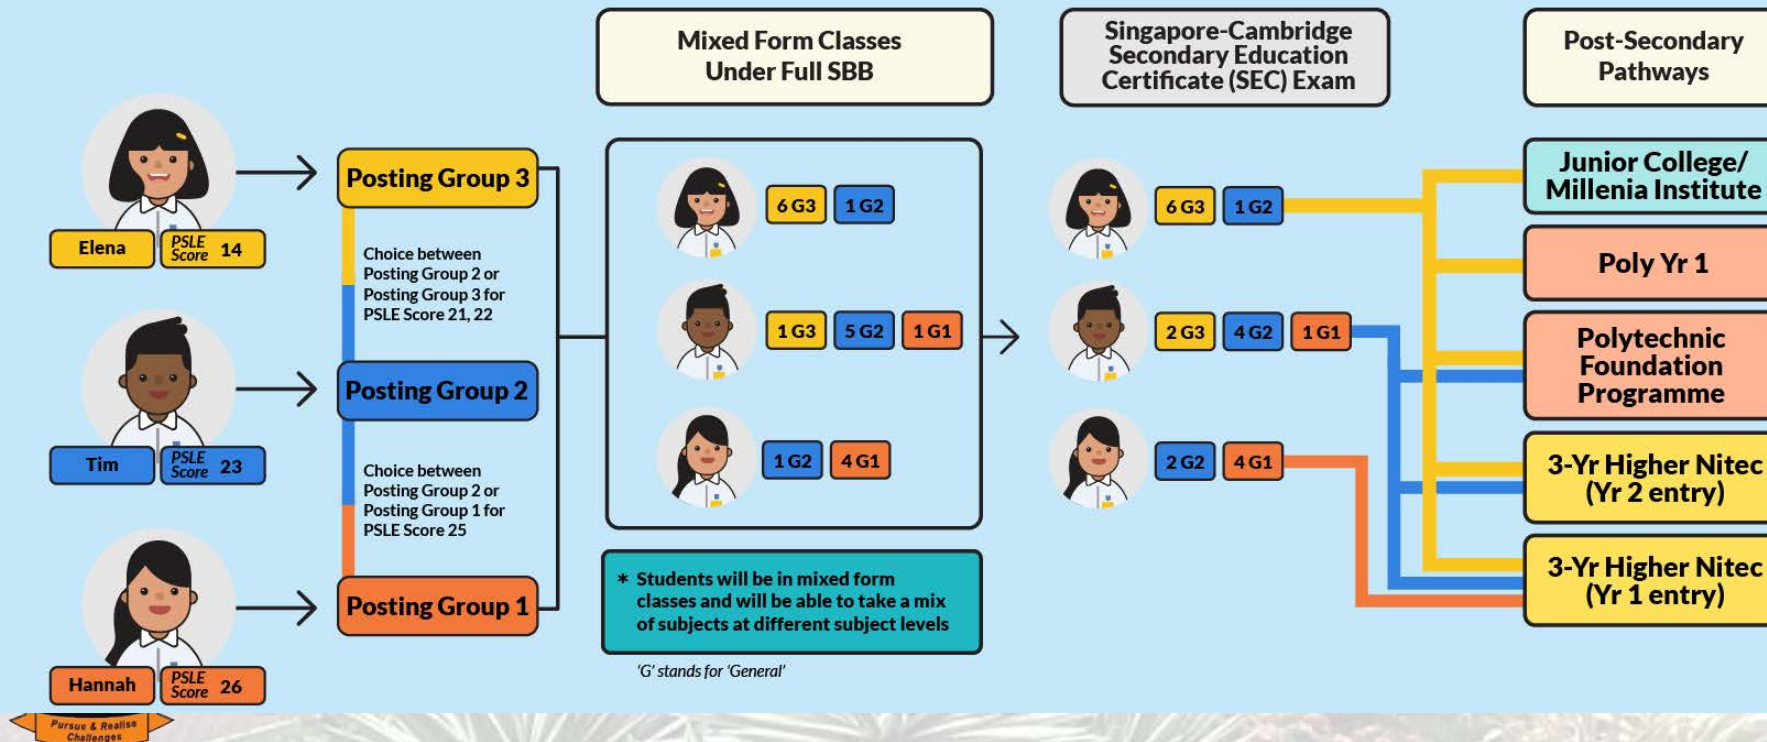 Mixed Form Classes
Under Full SBB
Singapore-Cambridge
Secondary Education
Certificate (SEC) Exam
Post-Secondary
Pathways
Elena
PSLE
Score 14
Tim
PSLE
Score 23
Hannah
PSLE
Score 26
Posting Group 3
Choice between
Posting Group 2 or
Posting Group 3 for
PSLE Score 21, 22
Posting Group 2
Choice between
Posting Group 2 or
Posting Group 1 for
PSLE Score 25
Posting Group 1
6 G3 1 G2
1 G3 5 G2 1 G1
1 G2 4 G1
* Students will be in mixed form
classes and will be able to take a mix
of subjects at different subject levels
'G' stands for 'General'
6 G3 1 G2
2 G3 4 G2 1 G1
2 G2 4 G1
Junior College/
Millenia Institute
Poly Yr 1
Polytechnic
Foundation
Programme
3-Yr Higher Nitec
(Yr 2 entry)
3-Yr Higher Nitec
(Yr 1 entry)
Pursue & Realise
Challenges